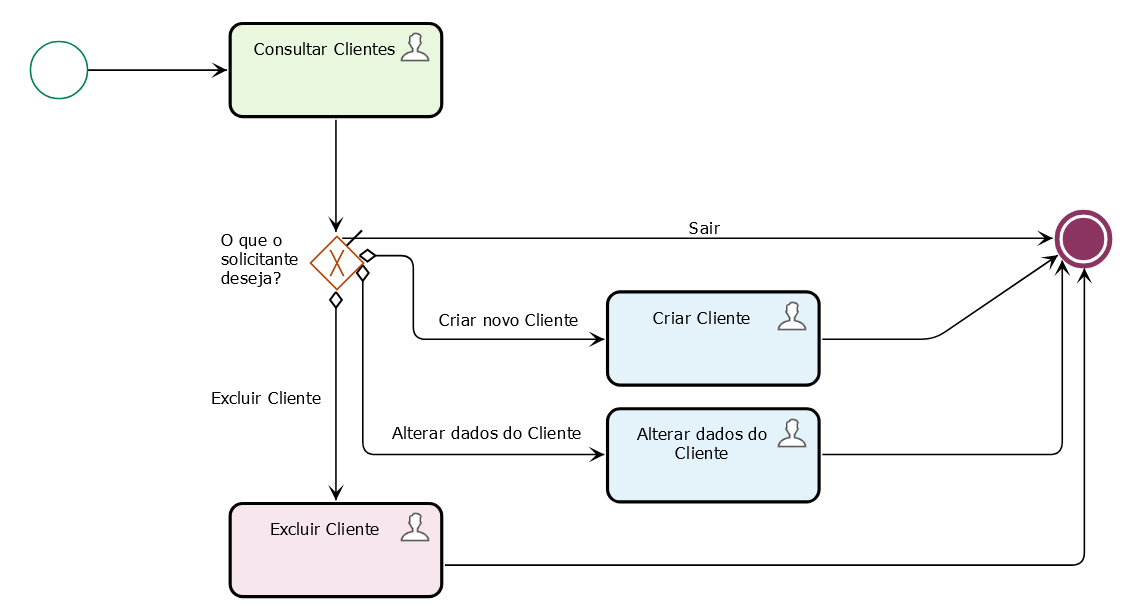 Consultar Clientes
Sair
O que o
solicitante
deseja?
Criar novo Cliente
Criar Cliente
Excluir Cliente
Alterar dados do Cliente
Alterar dados do
Cliente
Excluir Cliente